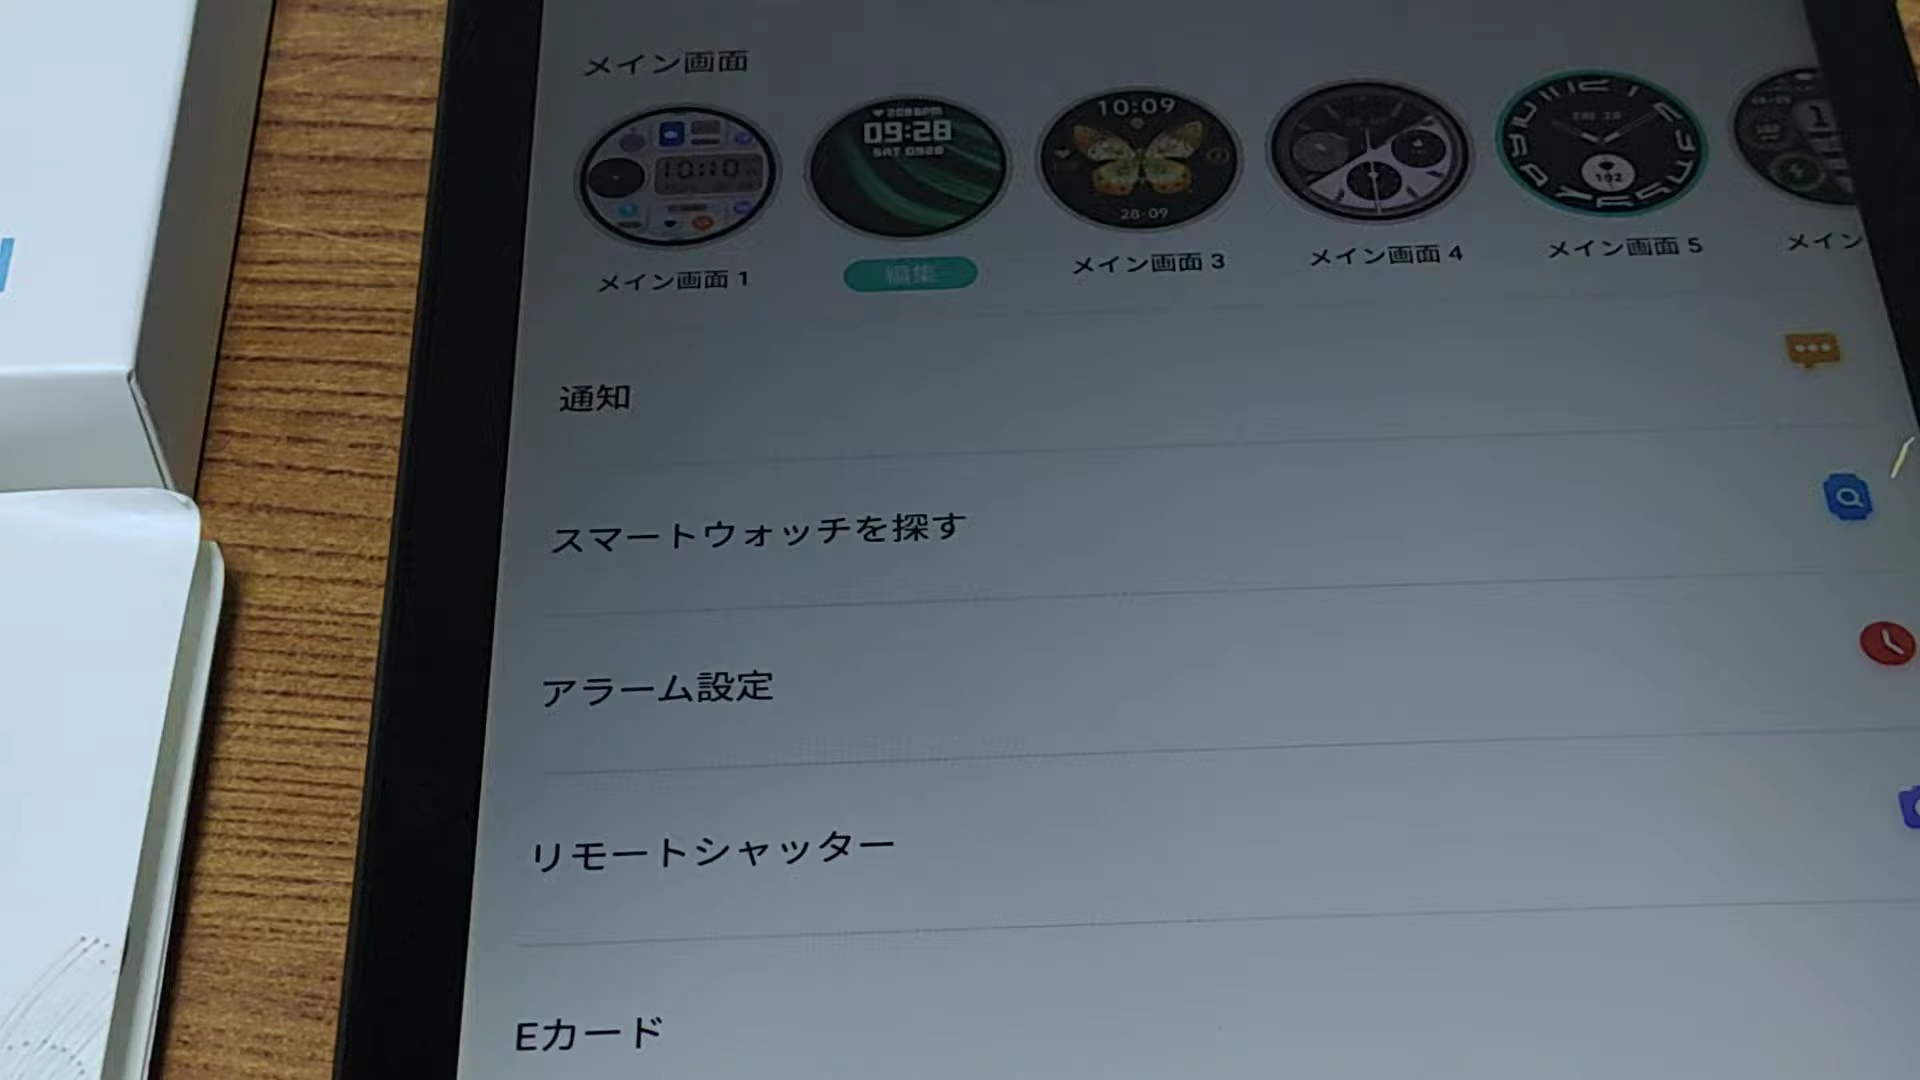 メイン画面
10:10
09:28
SAT 0928
10:09
28-09
192
メイン画面 1
編集
メイン画面 3
メイン画面 4
メイン画面 5
メイン
通知
スマートウォッチを探す
アラーム設定
リモートシャッター
Eカード